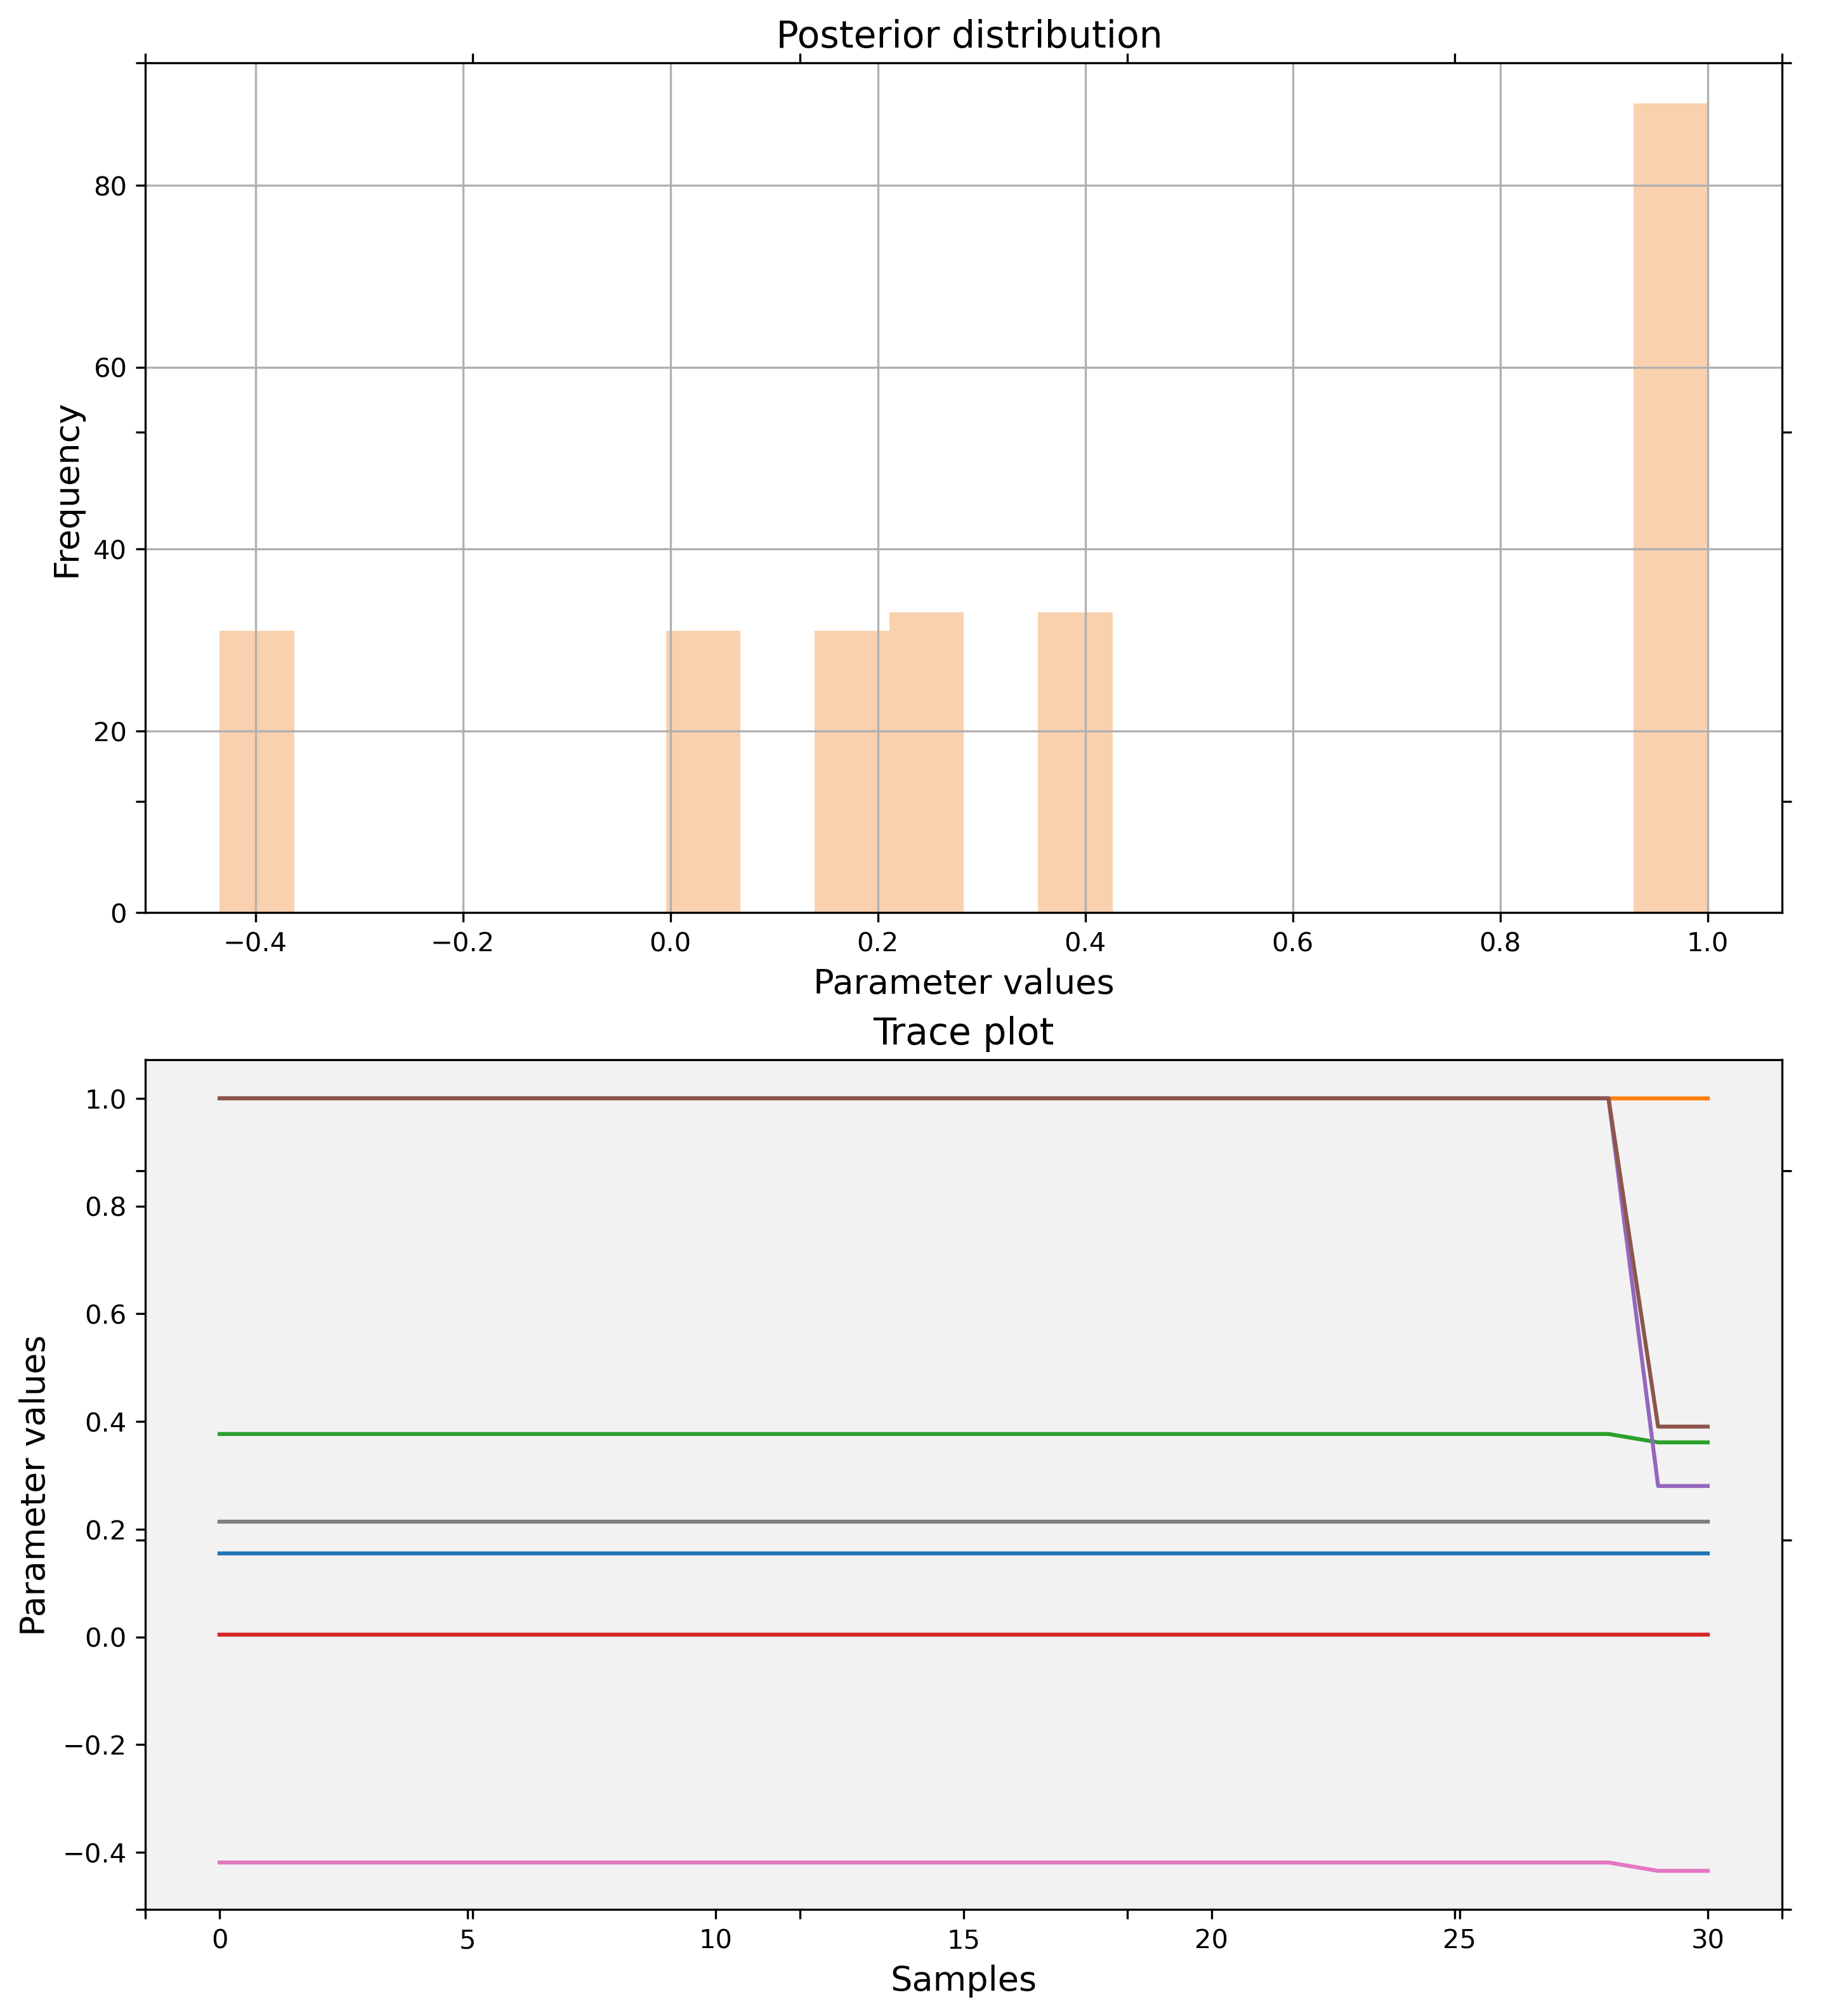 Posterior distribution
80
60
40
20
0
Frequency
−0.4 −0.2 0.0 0.2 0.4 0.6 0.8 1.0
Parameter values
Trace plot
1.0
0.8
0.6
0.4
0.2
0.0
−0.2
−0.4
Parameter values
0 5 10 15 20 25 30
Samples